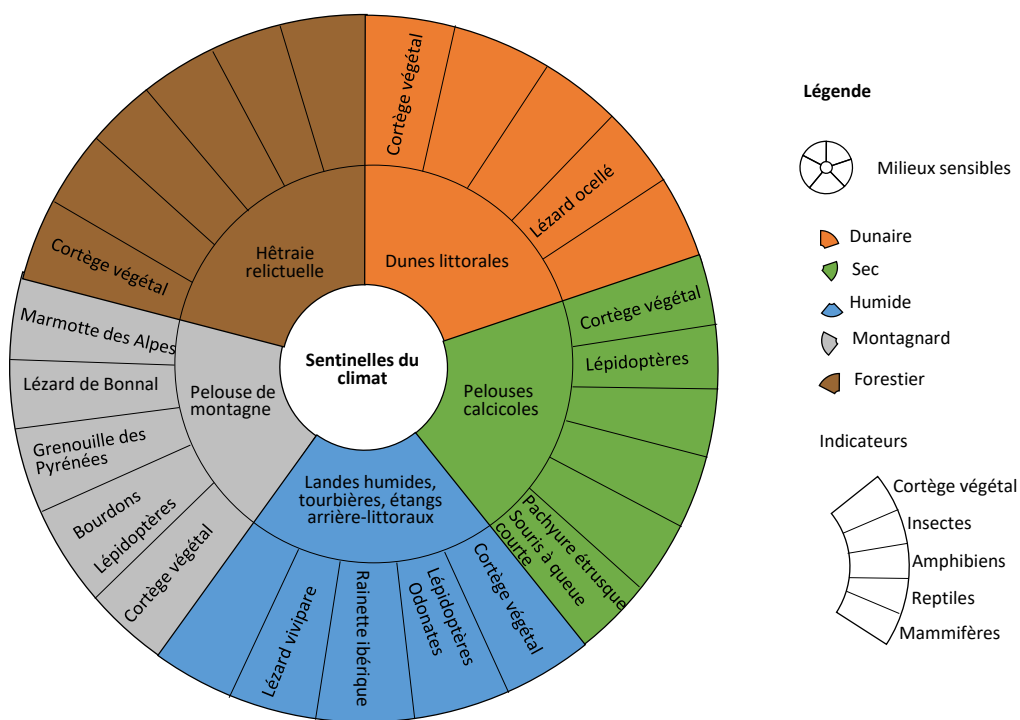 Sentinelles du
climat
Dunes littorales
Cortège végétal
Lézard ocellé
Pelouses
calcicoles
Cortège végétal
Lépidoptères
Pachyure étrusque
Souris à queue
courte
Landes humides,
tourbières, étangs
arrière-littoraux
Cortège végétal
Lépidoptères
Odonates
Rainette ibérique
Lézard vivipare
Pelouse de
montagne
Cortège végétal
Lépidoptères
Bourdons
Grenouille des
Pyrénées
Lézard de Bonnal
Marmotte des Alpes
Hêtraie
relictuelle
Cortège végétal
Légende
Milieux sensibles
Dunaire
Sec
Humide
Montagnard
Forestier
Indicateurs
Cortège végétal
Insectes
Amphibiens
Reptiles
Mammifères